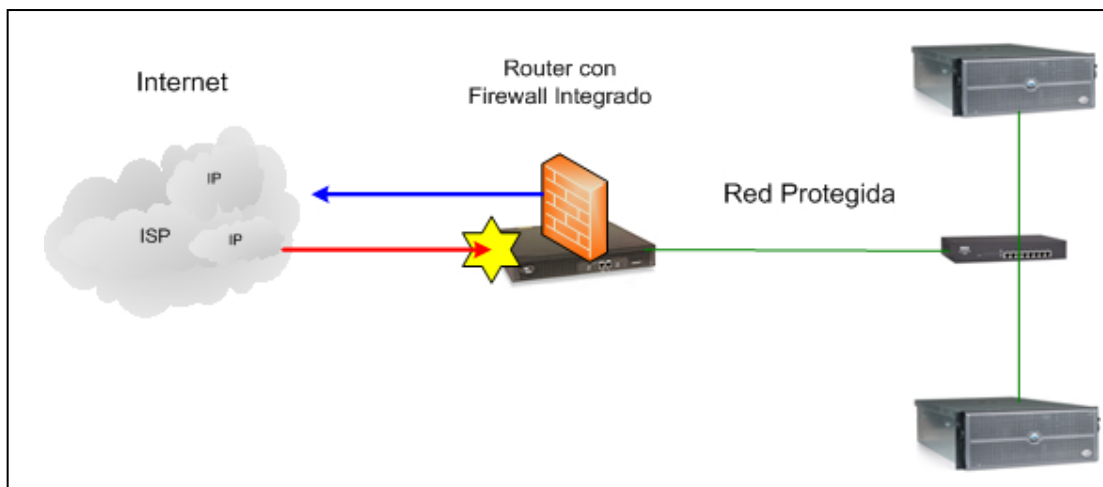 Internet
Router con
Firewall Integrado
IP
ISP
IP
Red Protegida